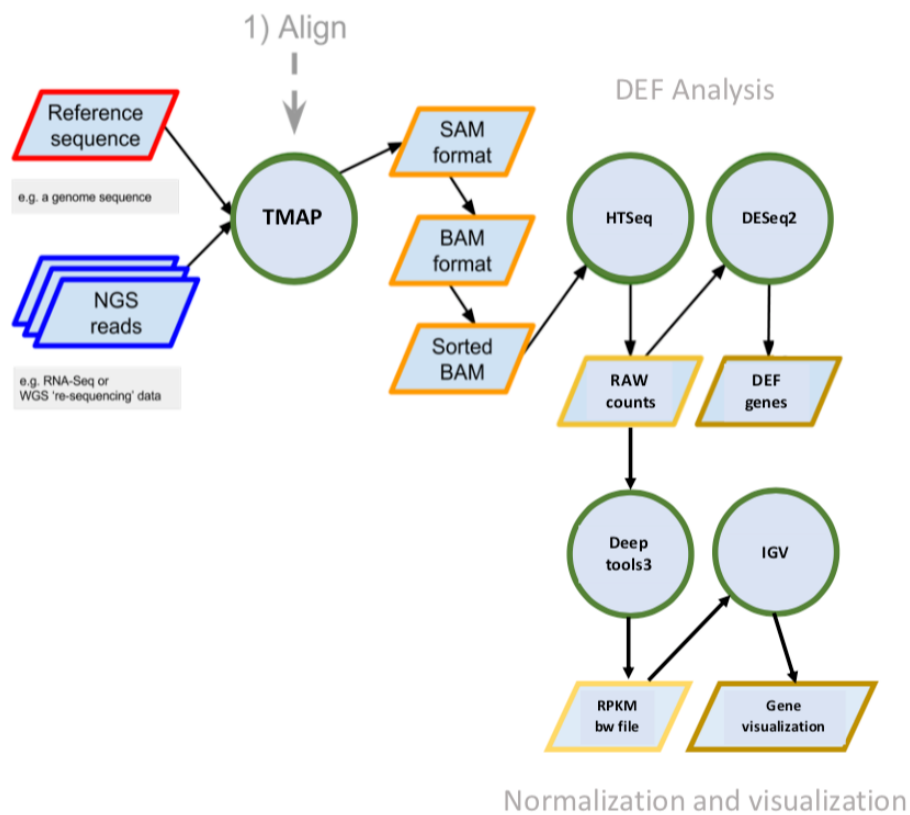 1) Align
DEF Analysis
Reference
sequence
e.g. a genome sequence
NGS
reads
e.g. RNA-Seq or
WGS 're-sequencing' data
TMAP
SAM
format
BAM
format
Sorted
BAM
HTSeq
DESeq2
RAW
counts
DEF
genes
Deep
tools3
IGV
RPKM
bw file
Gene
visualization
Normalization and visualization